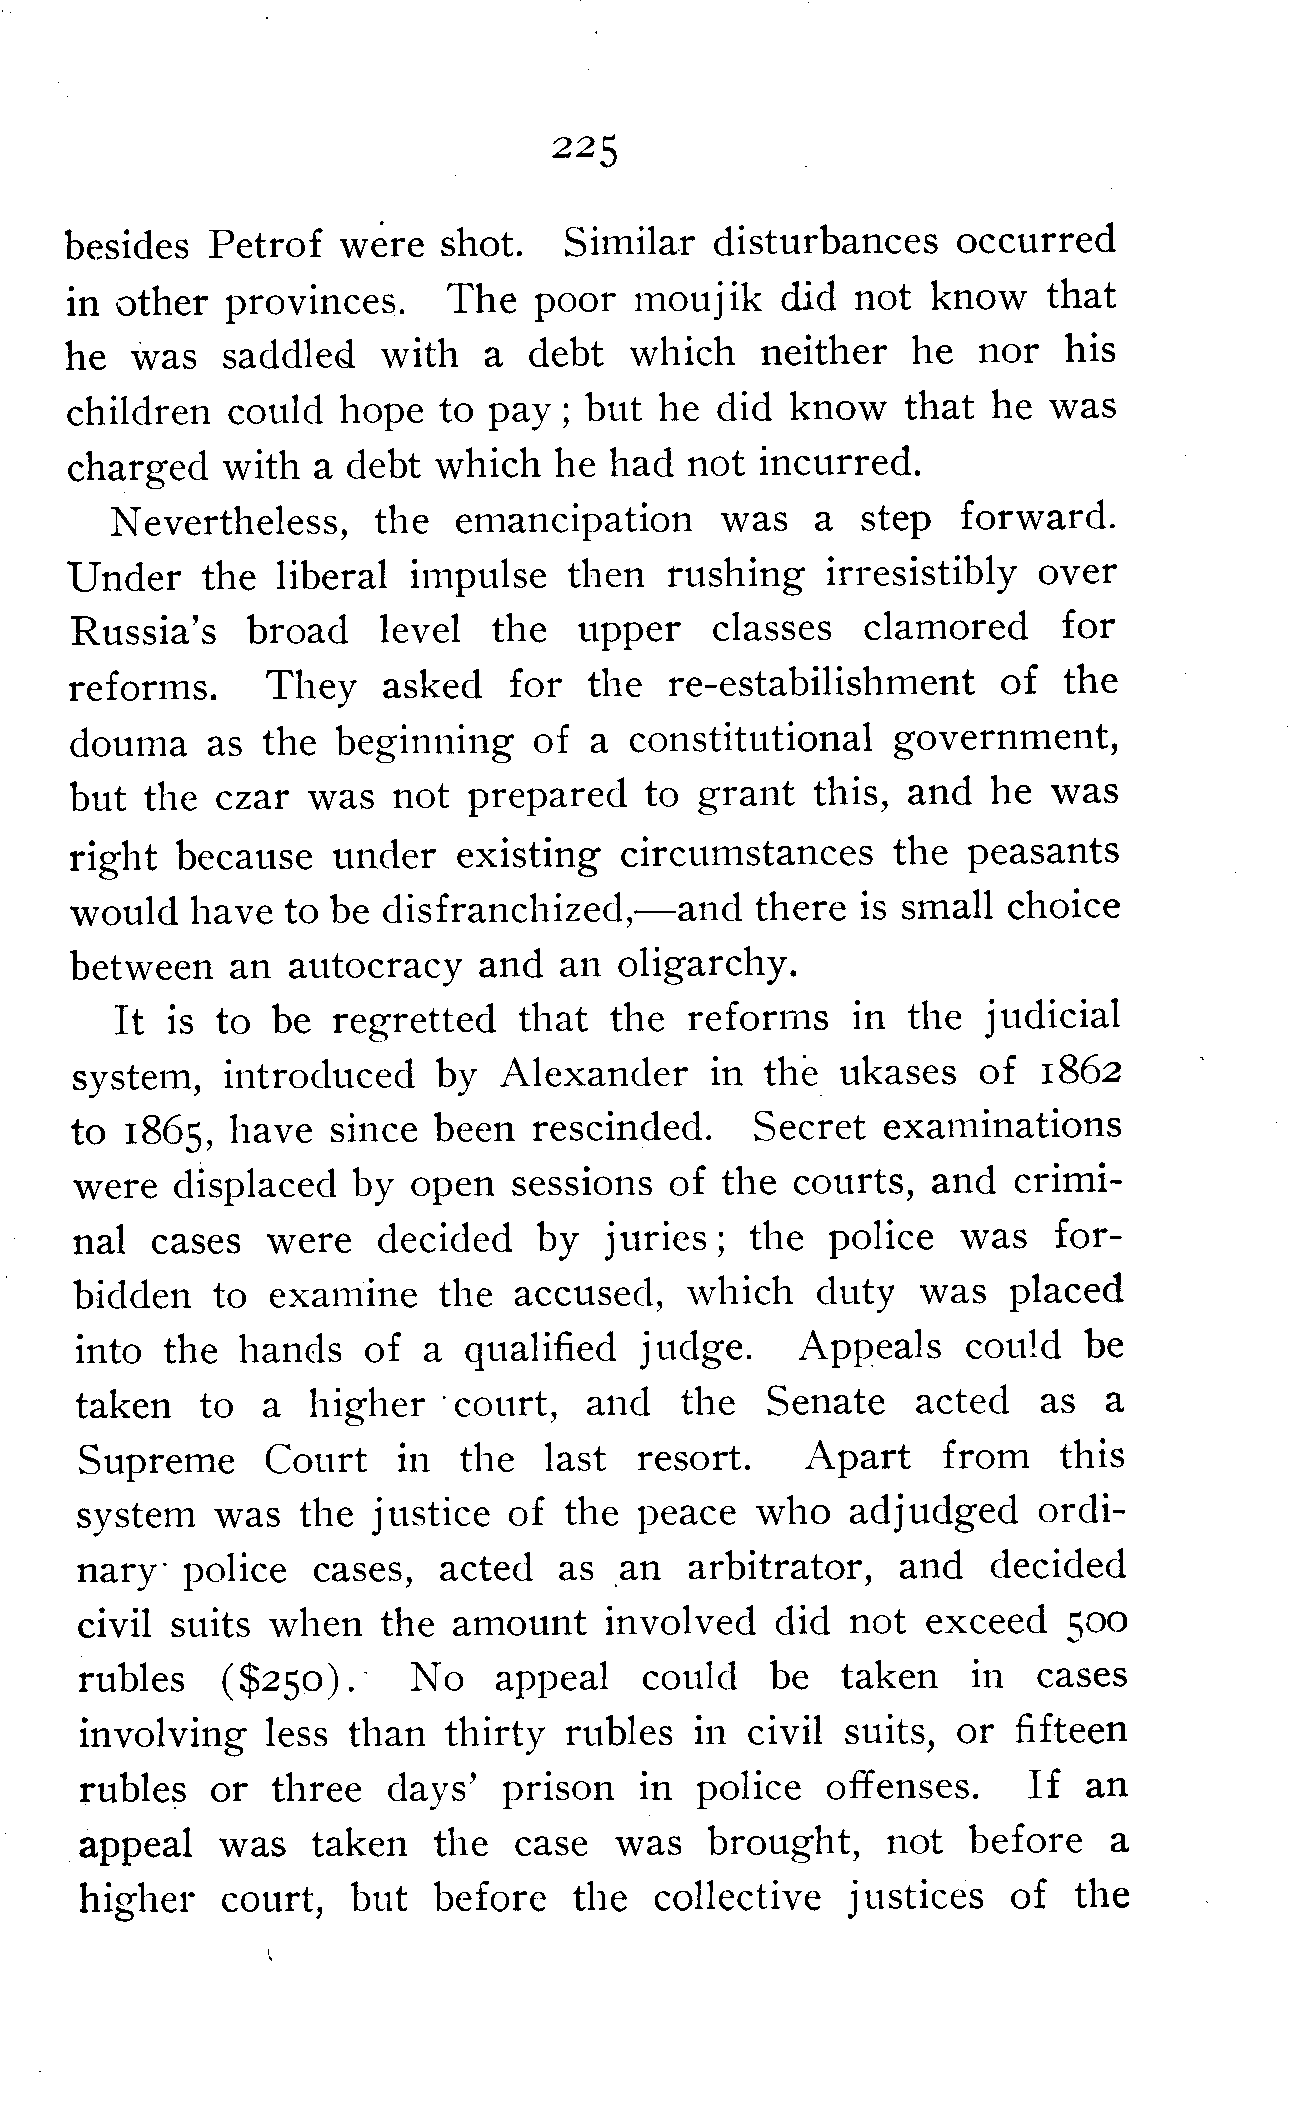 225
besides Petrof were shot. Similar disturbances occurred
in other provinces. The poor moujik did not know that
he was saddled with a debt which neither he nor his
children could hope to pay; but he did know that he was
charged with a debt which he had not incurred.
Nevertheless, the emancipation was a step forward.
Under the liberal impulse then rushing irresistibly over
Russia's broad level the upper classes clamored for
reforms. They asked for the re-estabilishment of the
douma as the beginning of a constitutional government,
but the czar was not prepared to grant this, and he was
right because under existing circumstances the peasants
would have to be disfranchized,—and there is small choice
between an autocracy and an oligarchy.
It is to be regretted that the reforms in the judicial
system, introduced by Alexander in the ukases of 1862
to 1865, have since been rescinded. Secret examinations
were displaced by open sessions of the courts, and crimi-
nal cases were decided by juries; the police was for-
bidden to examine the accused, which duty was placed
into the hands of a qualified judge. Appeals could be
taken to a higher court, and the Senate acted as a
Supreme Court in the last resort. Apart from this
system was the justice of the peace who adjudged ordi-
nary police cases, acted as an arbitrator, and decided
civil suits when the amount involved did not exceed 500
rubles ($250). No appeal could be taken in cases
involving less than thirty rubles in civil suits, or fifteen
rubles or three days' prison in police offenses. If an
appeal was taken the case was brought, not before a
higher court, but before the collective justices of the